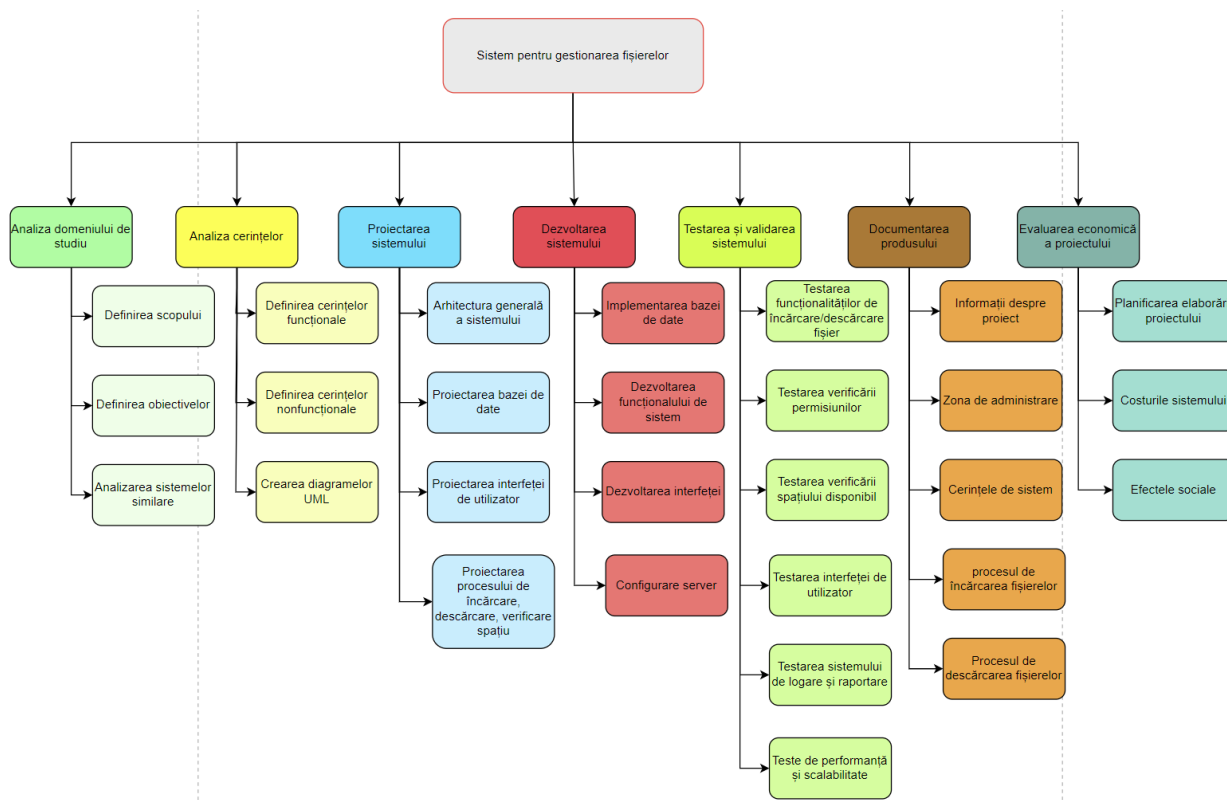 Sistem pentru gestionarea fișierelor
Analiza domeniului de
studiu
Definirea scopului
Definirea obiectivelor
Analizarea sistemelor
similare
Analiza cerințelor
Definirea cerințelor
funcționale
Definirea cerințelor
nonfuncționale
Crearea diagramelor
UML
Proiectarea
sistemului
Arhitectura generală
a sistemului
Proiectarea bazei de
date
Proiectarea interfeței
de utilizator
Proiectarea
procesului de
încărcare,
descărcare, verificare
spațiu
Dezvoltarea
sistemului
Implementarea bazei
de date
Dezvoltarea
funcționalului de
sistem
Dezvoltarea interfeței
Configurare server
Testarea și validarea
sistemului
Testarea
funcționalităților de
încărcare/descărcare
fișier
Testarea verificării
permisiunilor
Testarea verificării
spațiului disponibil
Testarea interfeței de
utilizator
Testarea sistemului
de logare și raportare
Teste de performanță
și scalabilitate
Documentarea
produsului
Informații despre
proiect
Zona de administrare
Cerințele de sistem
procesul de
încărcarea fișierelor
Procesul de
descărcarea fișierelor
Evaluarea economică
a proiectului
Planificarea elaborăr
proiectului
Costurile sistemului
Efectele sociale